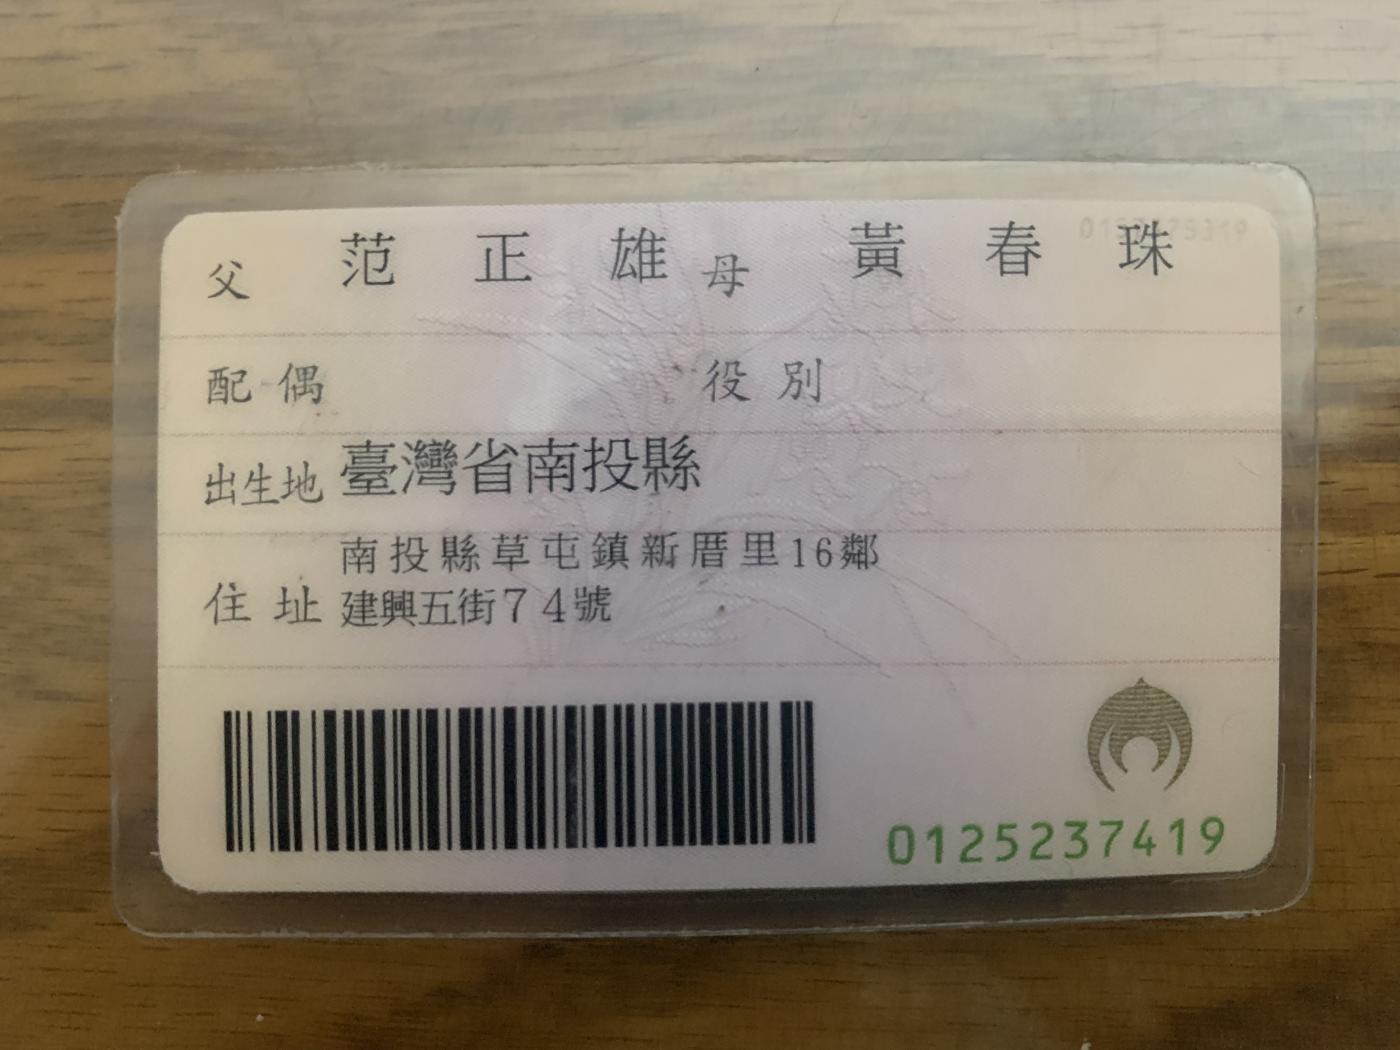 父 范正雄 母 黃春珠
配偶 役別
出生地 臺灣省南投縣
住址 南投縣草屯鎮新厝里16鄰
建興五街74號
0125237419